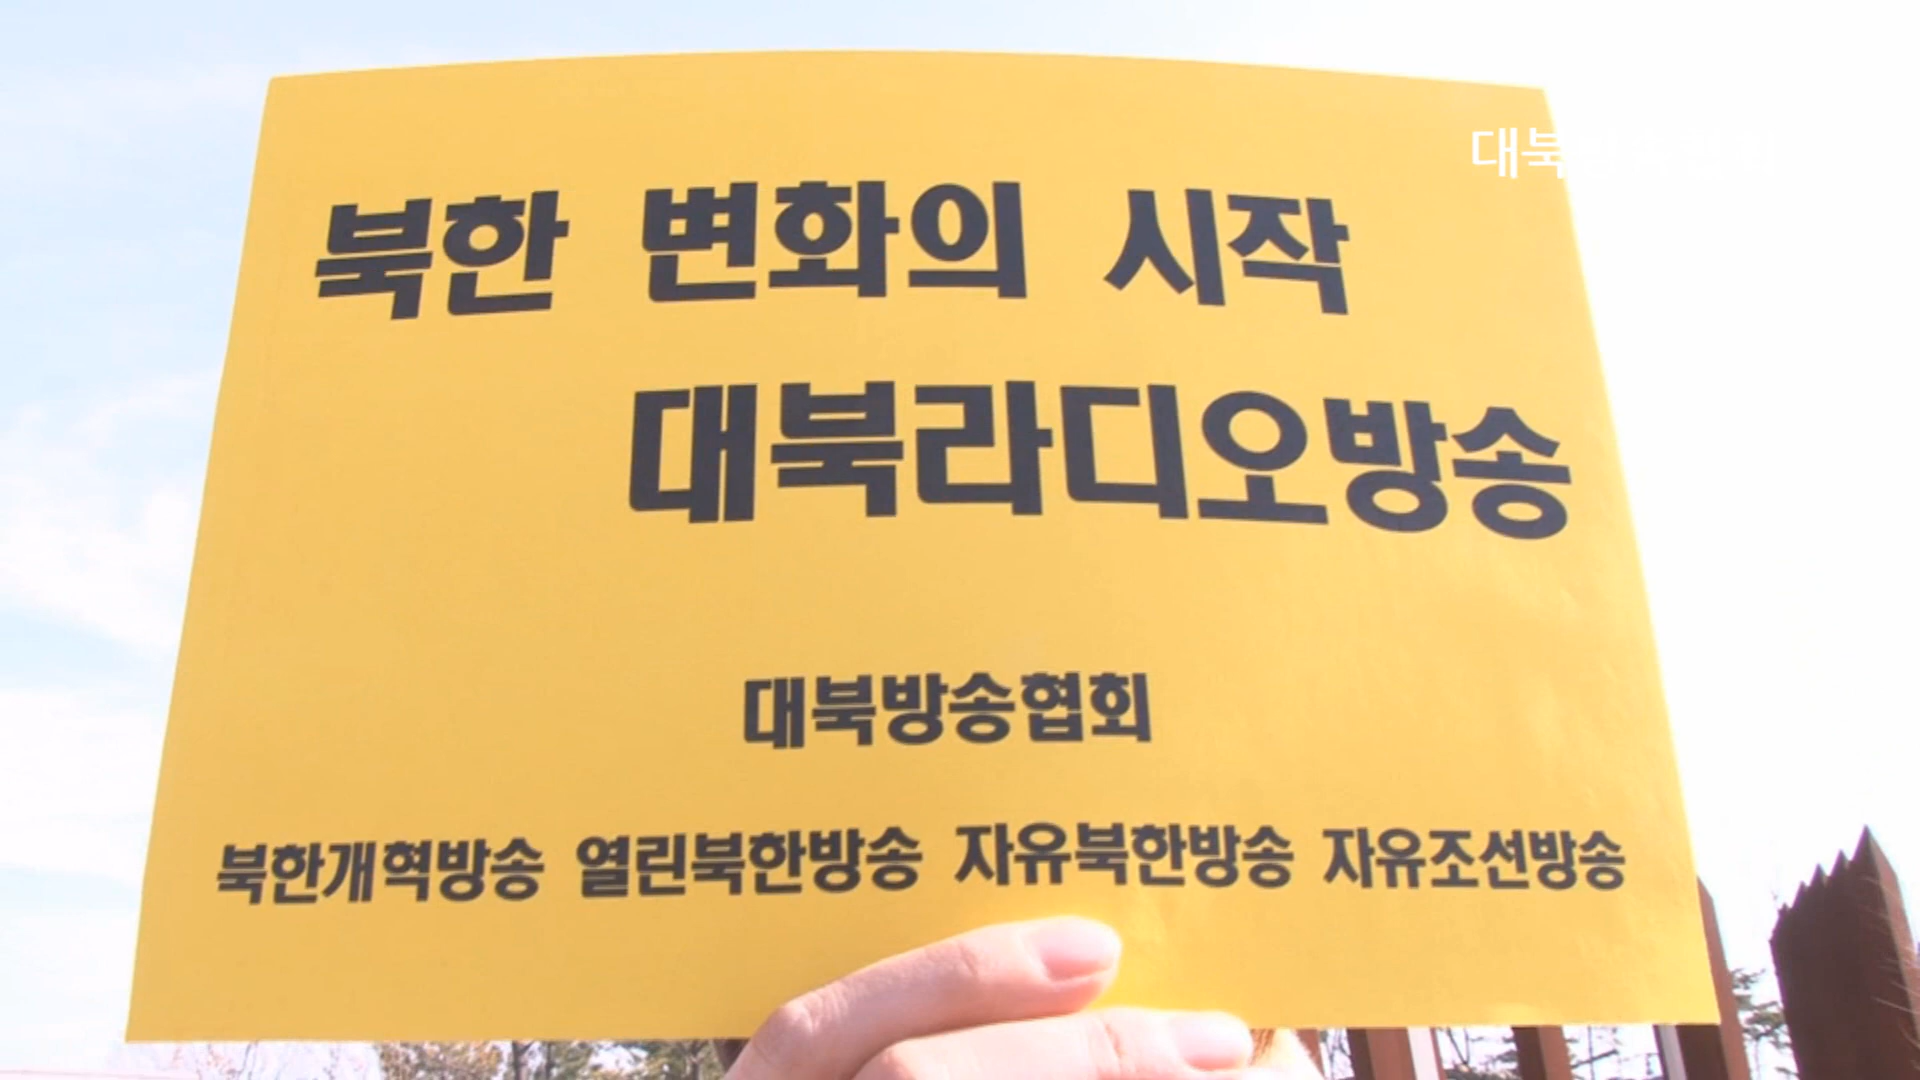 대북
북한 변화의 시작
대북라디오방송
대북방송협회
북한개혁방송 열린북한방송 자유북한방송 자유조선방송